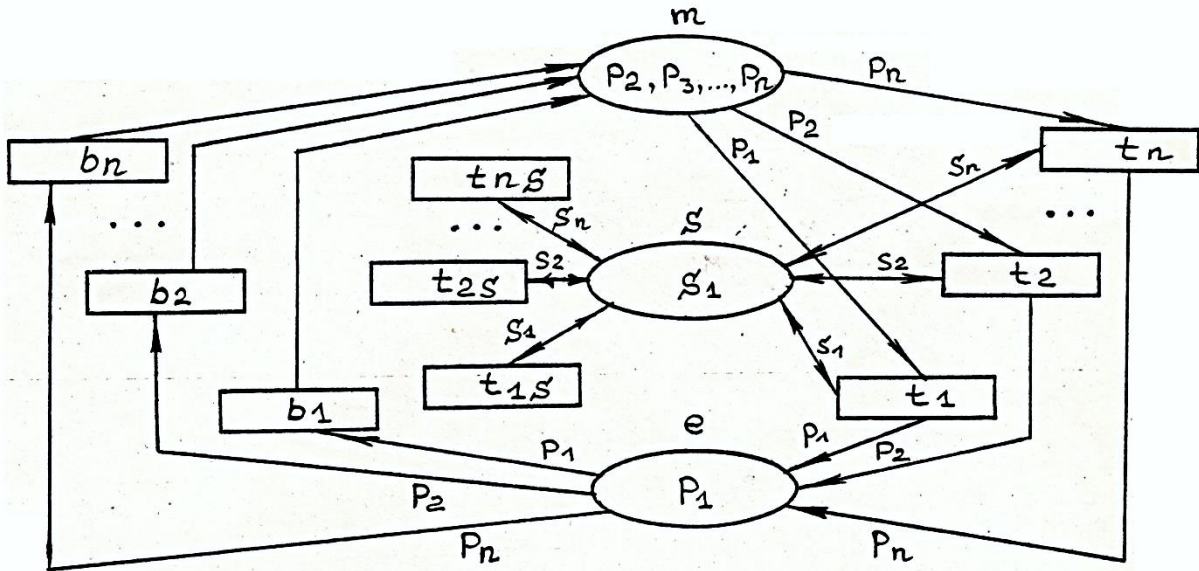 m
P2, P3, ..., Pn
Pn
bn
P2
tn
P1
tns
Sn
...
Sn
...
S
...
b2
t2s
S2
S1
S2
t2
S1
S1
t1s
t1
b1
e
P1
P1
P2
P1
P2
Pn
Pn